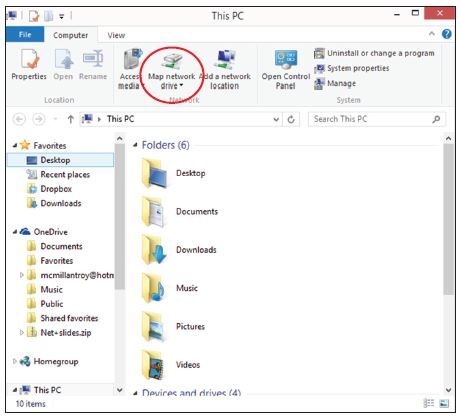 This PC
File
Computer
View
Properties
Open
Rename
Access media
Map network drive
Add a network location
Open Control Panel
Uninstall or change a program
System properties
Manage
Location
Network
System
This PC
Search This PC
Favorites
Desktop
Recent places
Dropbox
Downloads
OneDrive
Documents
Favorites
mcmillantroy@hotm
Music
Public
Shared favorites
Net+slides.zip
Homegroup
This PC
Folders (6)
Desktop
Documents
Downloads
Music
Pictures
Videos
Devices and drives (4)
10 items